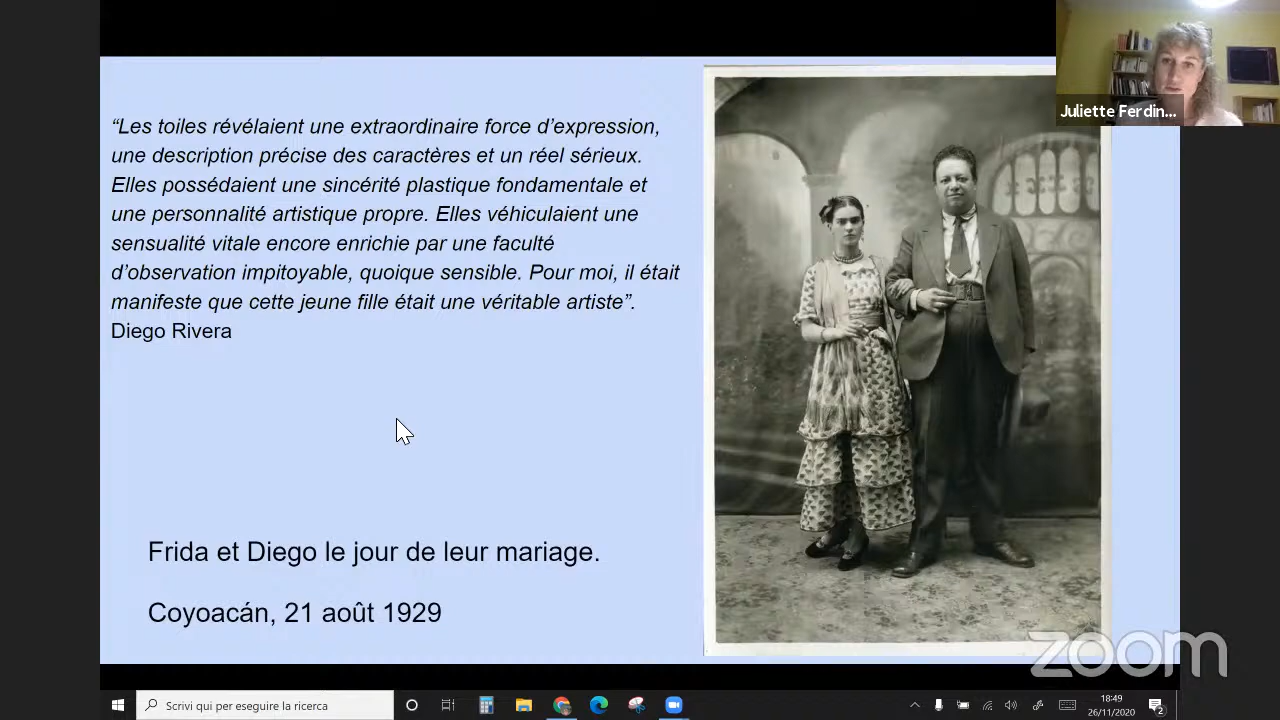 “Les toiles révélaient une extraordinaire force d’expression,
une description précise des caractères et un réel sérieux.
Elles possédaient une sincérité plastique fondamentale et
une personnalité artistique propre. Elles véhiculaient une
sensualité vitale encore enrichie par une faculté
d’observation impitoyable, quoique sensible. Pour moi, il était
manifeste que cette jeune fille était une véritable artiste”.
Diego Rivera
Frida et Diego le jour de leur mariage.
Coyoacán, 21 août 1929
Juliette Ferdin...
zoom
Scrivi qui per eseguire la ricerca
18:49
26/11/2020
2